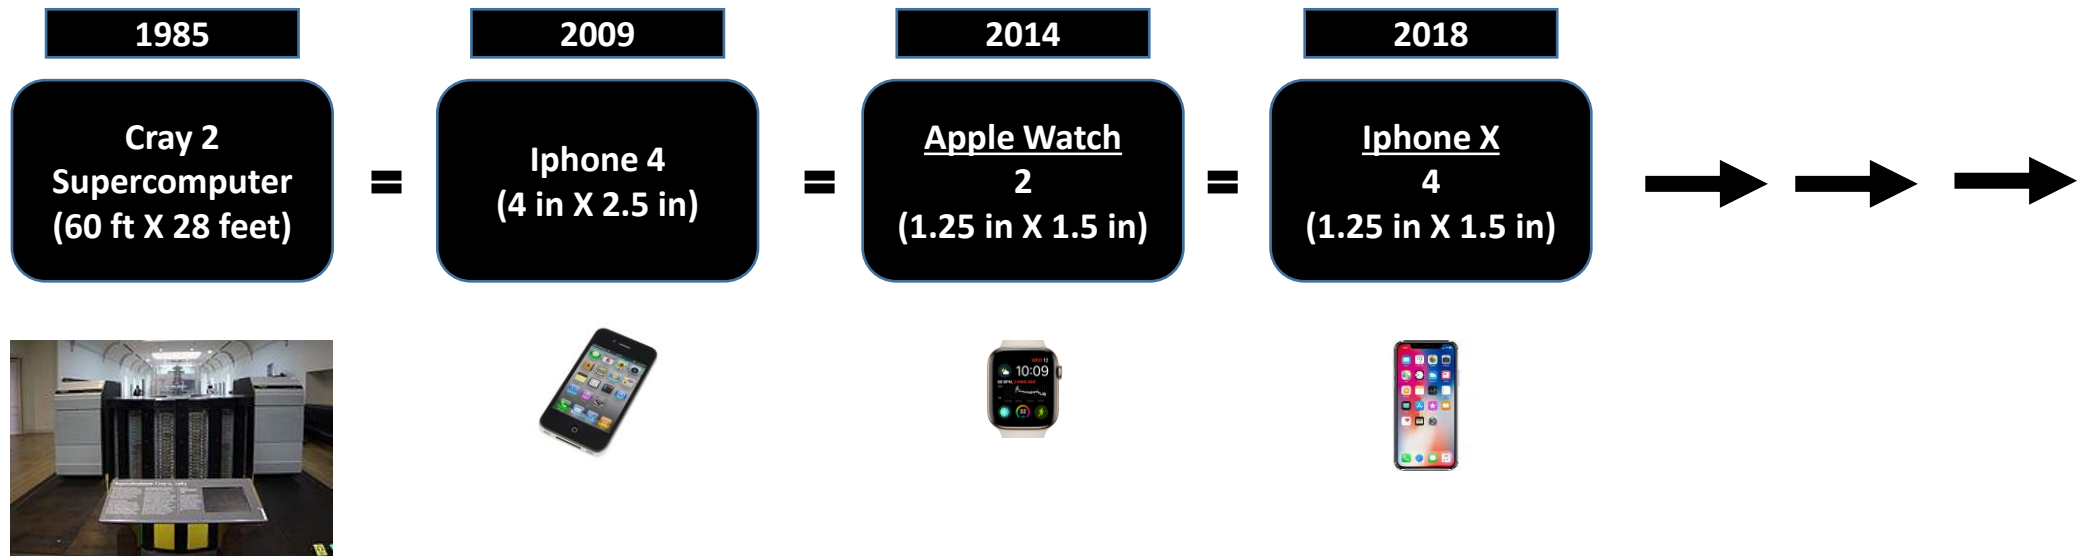 1985
2009
2014
2018
Cray 2
Supercomputer
(60 ft X 28 feet)
=
Iphone 4
(4 in X 2.5 in)
=
Apple Watch
2
(1.25 in X 1.5 in)
=
Iphone X
4
(1.25 in X 1.5 in)
10:09